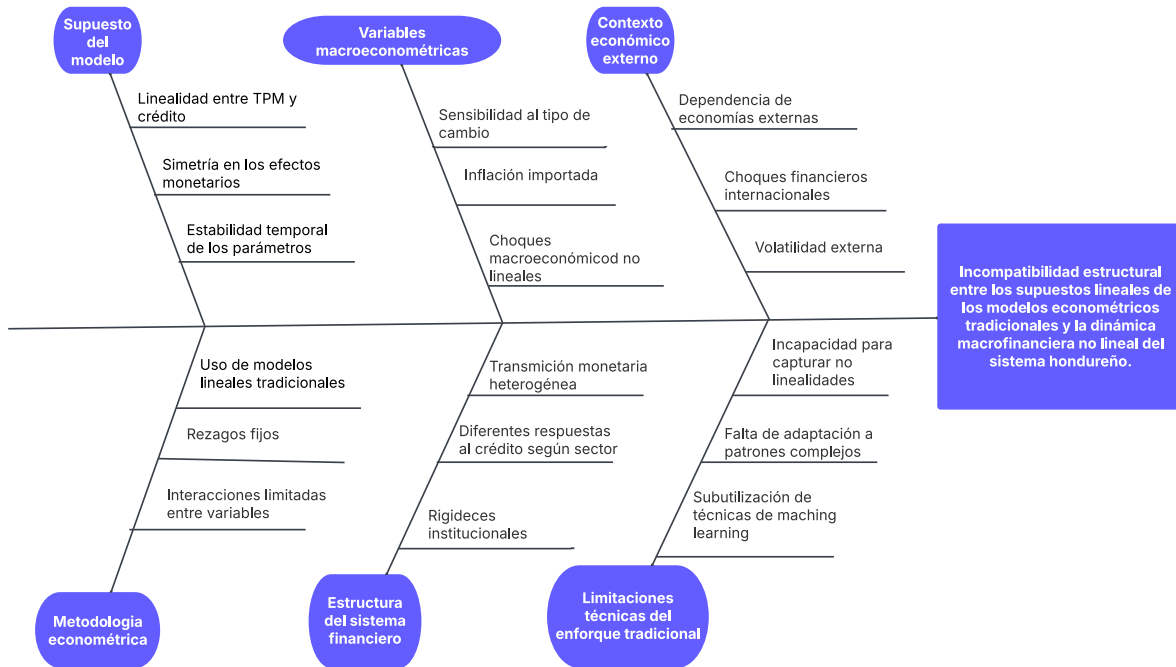 Supuesto
del
modelo
Variables
macroeconométricas
Contexto
económico
externo
Linealidad entre TPM y
crédito
Simetría en los efectos
monetarios
Estabilidad temporal
de los parámetros
Sensibilidad al tipo de
cambio
Inflación importada
Choques
macroeconómicod no
lineales
Dependencia de
economías externas
Choques financieros
internacionales
Volatilidad externa
Incompatibilidad estructural
entre los supuestos lineales de
los modelos econométricos
tradicionales y la dinámica
macrofinanciera no lineal del
sistema hondureño.
Uso de modelos
lineales tradicionales
Rezagos fijos
Interacciones limitadas
entre variables
Transmición monetaria
heterogénea
Diferentes respuestas
al crédito según sector
Rigideces
institucionales
Incapacidad para
capturar no
linealidades
Falta de adaptación a
patrones complejos
Subutilización de
técnicas de maching
learning
Metodologia
econométrica
Estructura
del sistema
financiero
Limitaciones
técnicas del
enforque tradicional